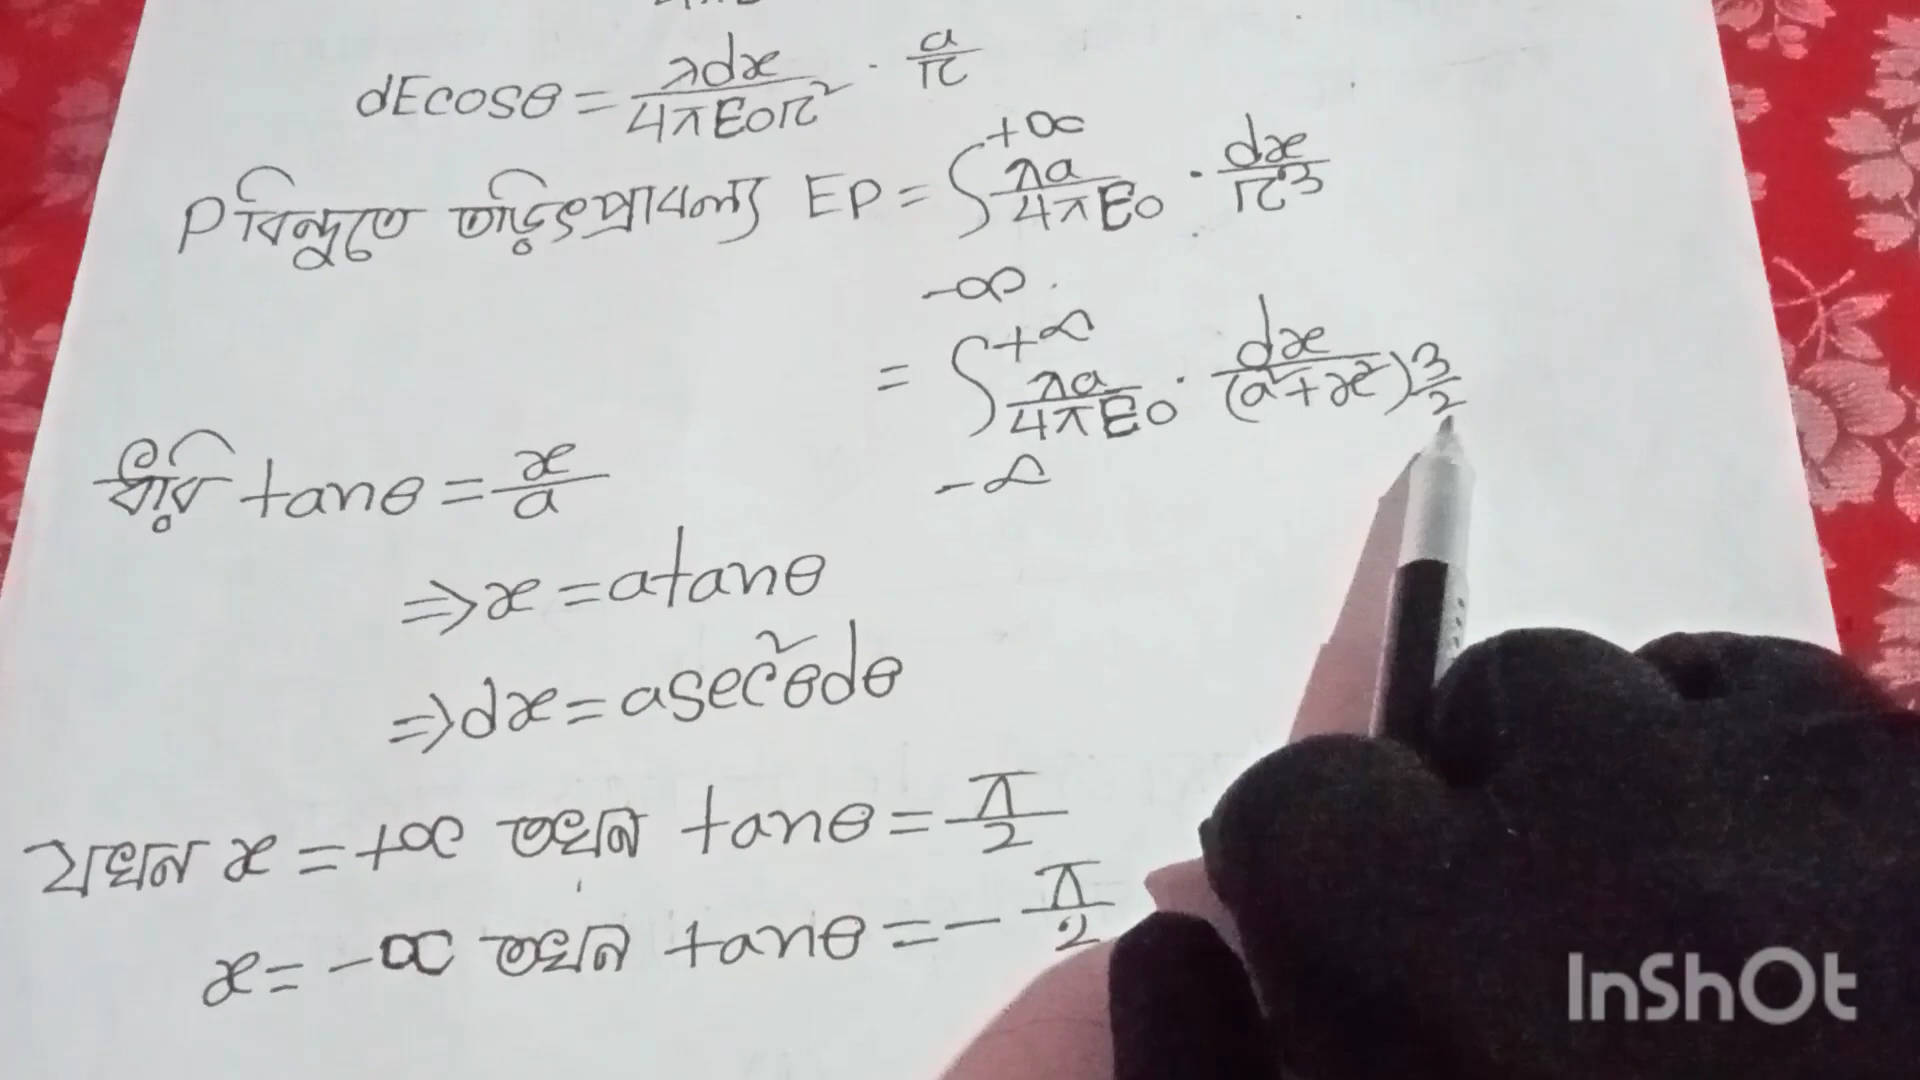 dEcosθ = λdx/4πε0r² · a/r
P বিন্দুতে তড়িৎপ্রাবল্য EP = ∫ +∞ -∞ λa/4πε0 · dx/r³
= ∫ +∞ -∞ λa/4πε0 · dx/(a²+x²)3/2
ধরি tanθ = x/a
⇒ x = atanθ
⇒ dx = asec²θdθ
যখন x = +∞ তখন tanθ = π/2
x = -∞ তখন tanθ = -π/2
InShOt